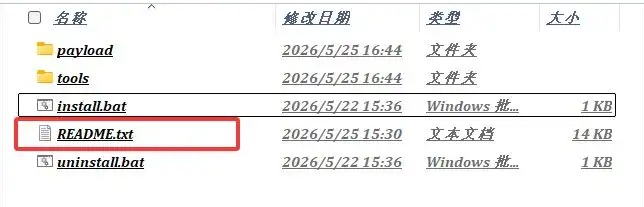 名称 修改日期 类型 大小
payload 2026/5/25 16:44 文件夹
tools 2026/5/25 16:44 文件夹
install.bat 2026/5/22 15:36 Windows 批... 1 KB
README.txt 2026/5/25 15:30 文本文档 14 KB
uninstall.bat 2026/5/22 15:36 Windows 批... 1 KB